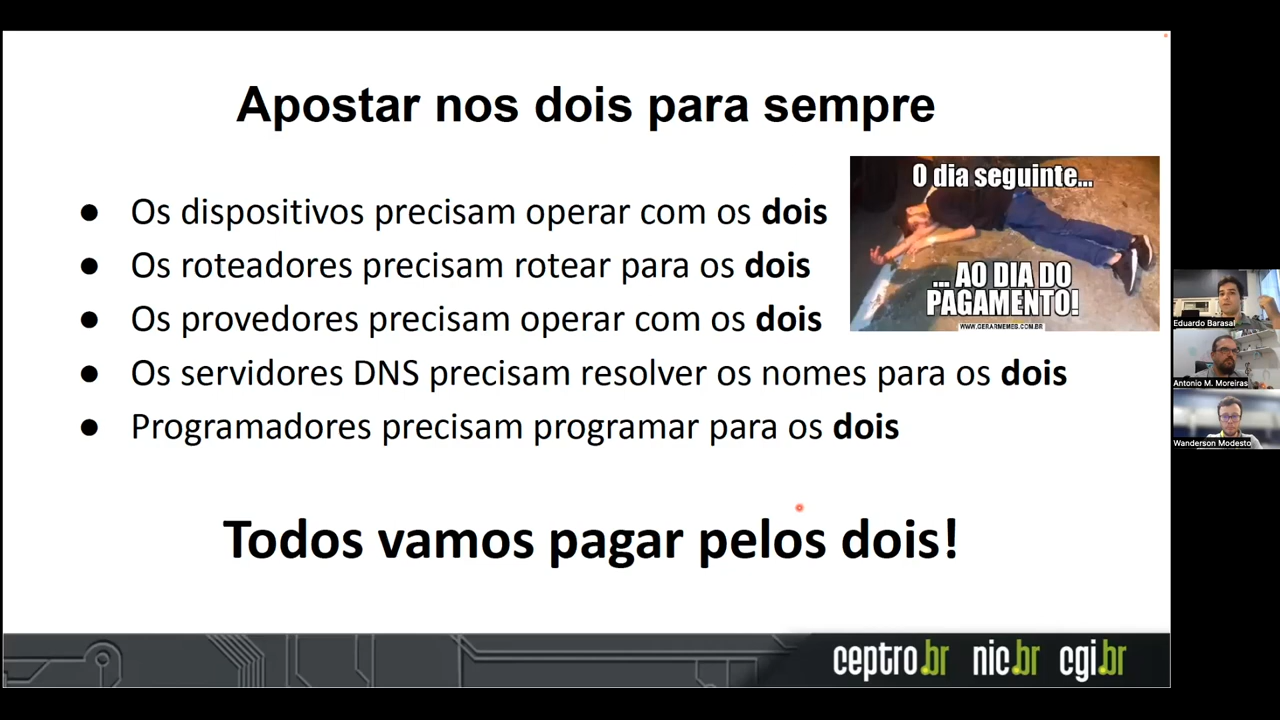 Apostar nos dois para sempre
● Os dispositivos precisam operar com os dois
● Os roteadores precisam rotear para os dois
● Os provedores precisam operar com os dois
● Os servidores DNS precisam resolver os nomes para os dois
● Programadores precisam programar para os dois
O dia seguinte...
... AO DIA DO
PAGAMENTO!
WWW.GERARMEMES.COM.BR
Todos vamos pagar pelos dois!
ceptro.br nic.br cgi.br
Eduardo Barasal
Antonio M. Moreiras
Wanderson Modesto